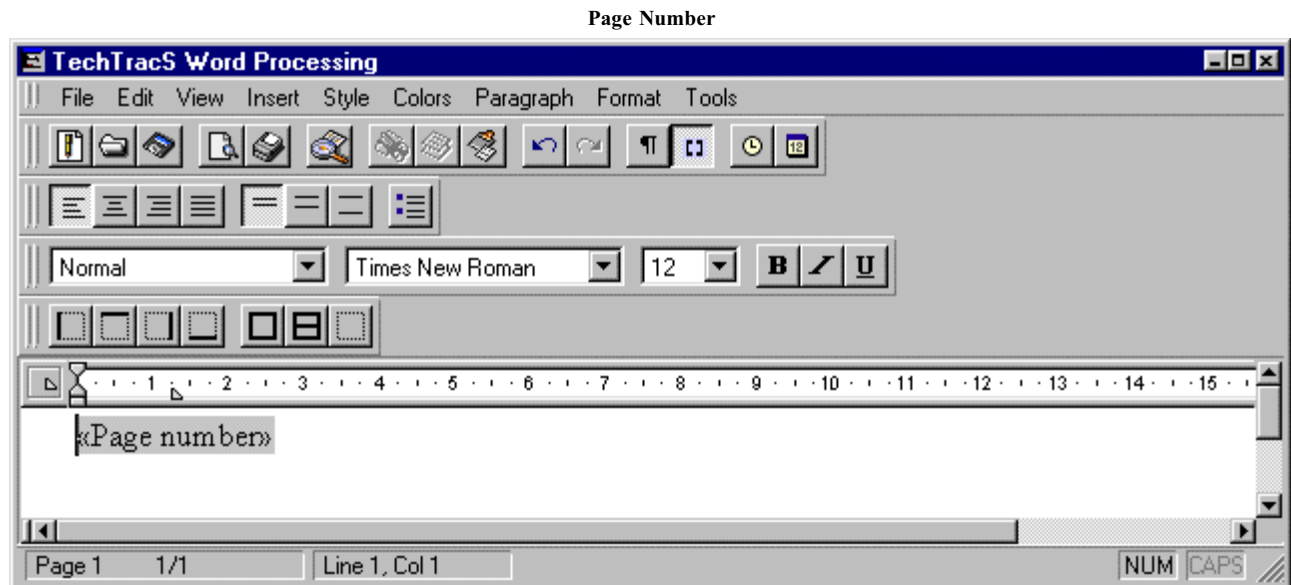 Page Number
TechTracS Word Processing
File Edit View Insert Style Colors Paragraph Format Tools
12
Normal Times New Roman 12 B I U
1 2 3 4 5 6 7 8 9 10 11 12 13 14 15
«Page number»
Page 1 1/1 Line 1, Col 1 NUM CAPS